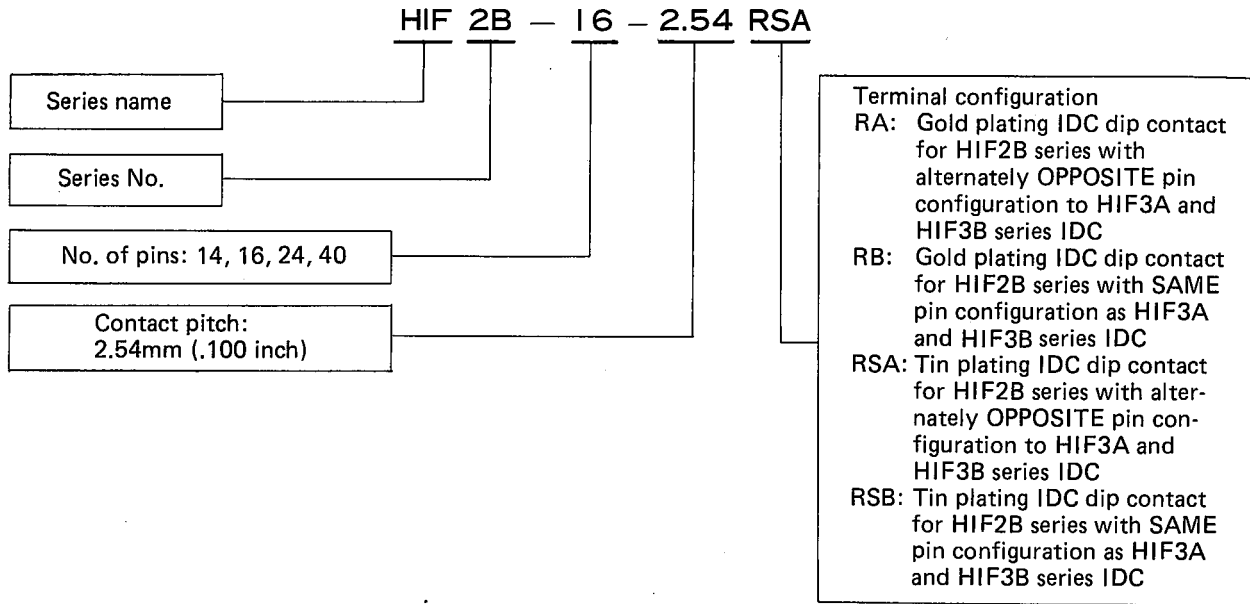 HIF 2B - 16 - 2.54 RSA
Series name
Series No.
No. of pins: 14, 16, 24, 40
Contact pitch:
2.54mm (.100 inch)
Terminal configuration
RA: Gold plating IDC dip contact
for HIF2B series with
alternately OPPOSITE pin
configuration to HIF3A and
HIF3B series IDC
RB: Gold plating IDC dip contact
for HIF2B series with SAME
pin configuration as HIF3A
and HIF3B series IDC
RSA: Tin plating IDC dip contact
for HIF2B series with alter-
nately OPPOSITE pin con-
figuration to HIF3A and
HIF3B series IDC
RSB: Tin plating IDC dip contact
for HIF2B series with SAME
pin configuration as HIF3A
and HIF3B series IDC